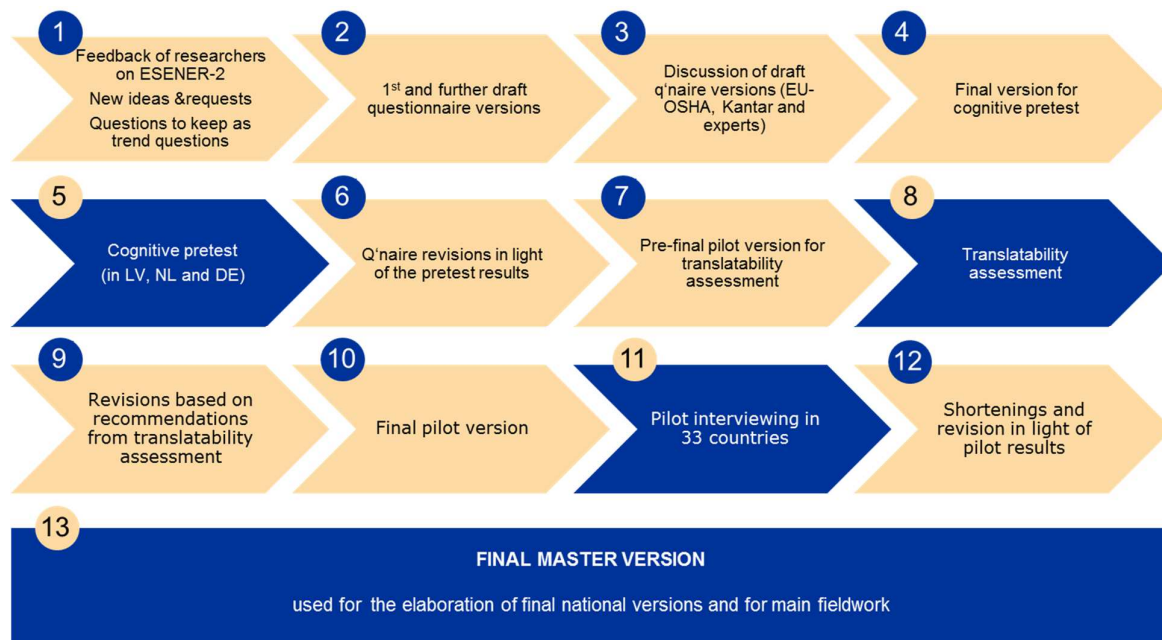 1
Feedback of researchers
on ESENER-2
New ideas &requests
Questions to keep as
trend questions
2
1st and further draft
questionnaire versions
3
Discussion of draft
q‘naire versions (EU-
OSHA, Kantar and
experts)
4
Final version for
cognitive pretest
5
Cognitive pretest
(in LV, NL and DE)
6
Q‘naire revisions in light
of the pretest results
7
Pre-final pilot version for
translatability
assessment
8
Translatability
assessment
9
Revisions based on
recommendations
from translatability
assessment
10
Final pilot version
11
Pilot interviewing in
33 countries
12
Shortenings and
revision in light of
pilot results
13
FINAL MASTER VERSION
used for the elaboration of final national versions and for main fieldwork